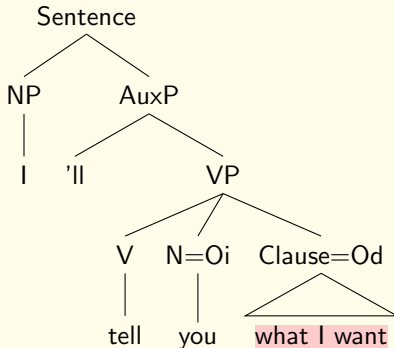 Sentence
NP AuxP
I 'll VP
V N=Oi Clause=Od
tell you what I want